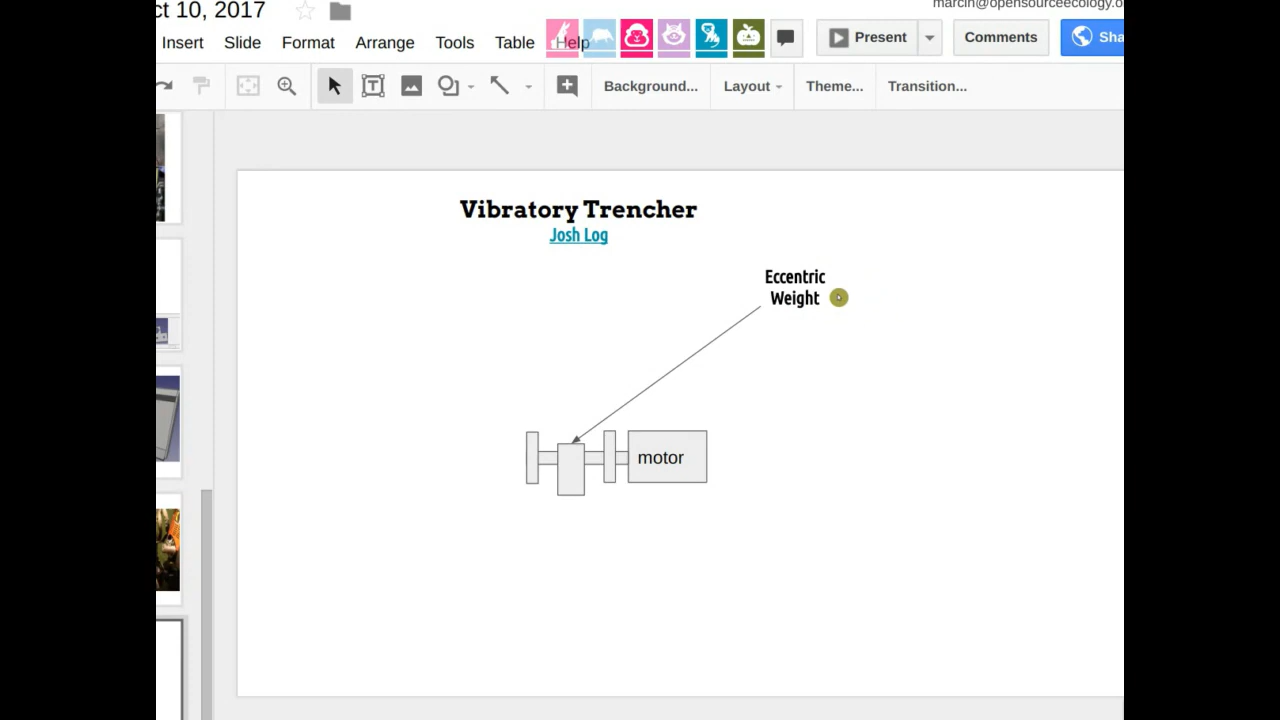 ct 10, 2017
marcin@opensourceecology.o
Insert Slide Format Arrange Tools Table Help
Present Comments Sha
Background... Layout Theme... Transition...
Vibratory Trencher
Josh Log
Eccentric
Weight
motor